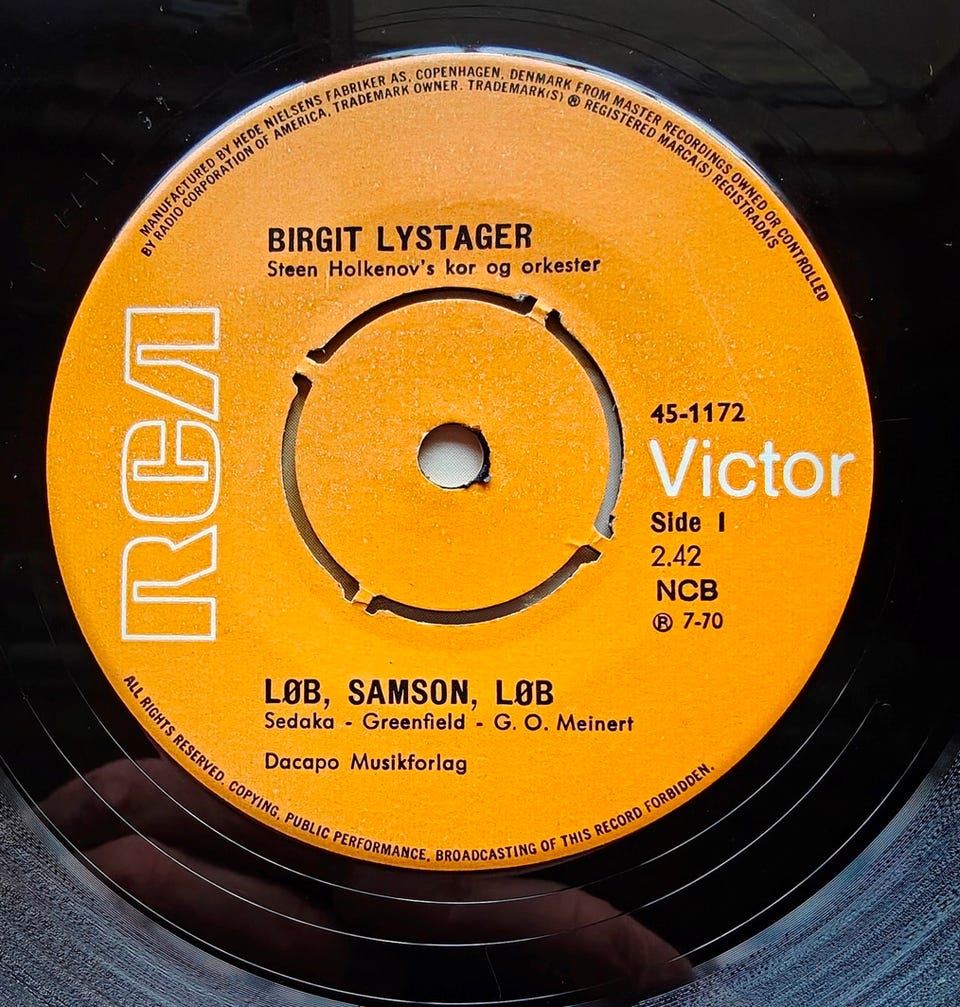 MANUFACTURED BY HEDE NIELSENS FABRIKER AS, COPENHAGEN, DENMARK FROM MASTER RECORDINGS OWNED OR CONTROLLED
BY RADIO CORPORATION OF AMERICA, TRADEMARK OWNER. TRADEMARK(S) ® REGISTERED MARCA(S) REGISTRADA(S
BIRGIT LYSTAGER
Steen Holkenov's kor og orkester
RCA
45-1172
Victor
Side 1
2.42
NCB
Ⓟ 7-70
LØB, SAMSON, LØB
Sedaka - Greenfield - G. O. Meinert
Dacapo Musikforlag
ALL RIGHTS RESERVED. COPYING, PUBLIC PERFORMANCE, BROADCASTING OF THIS RECORD FORBIDDEN.